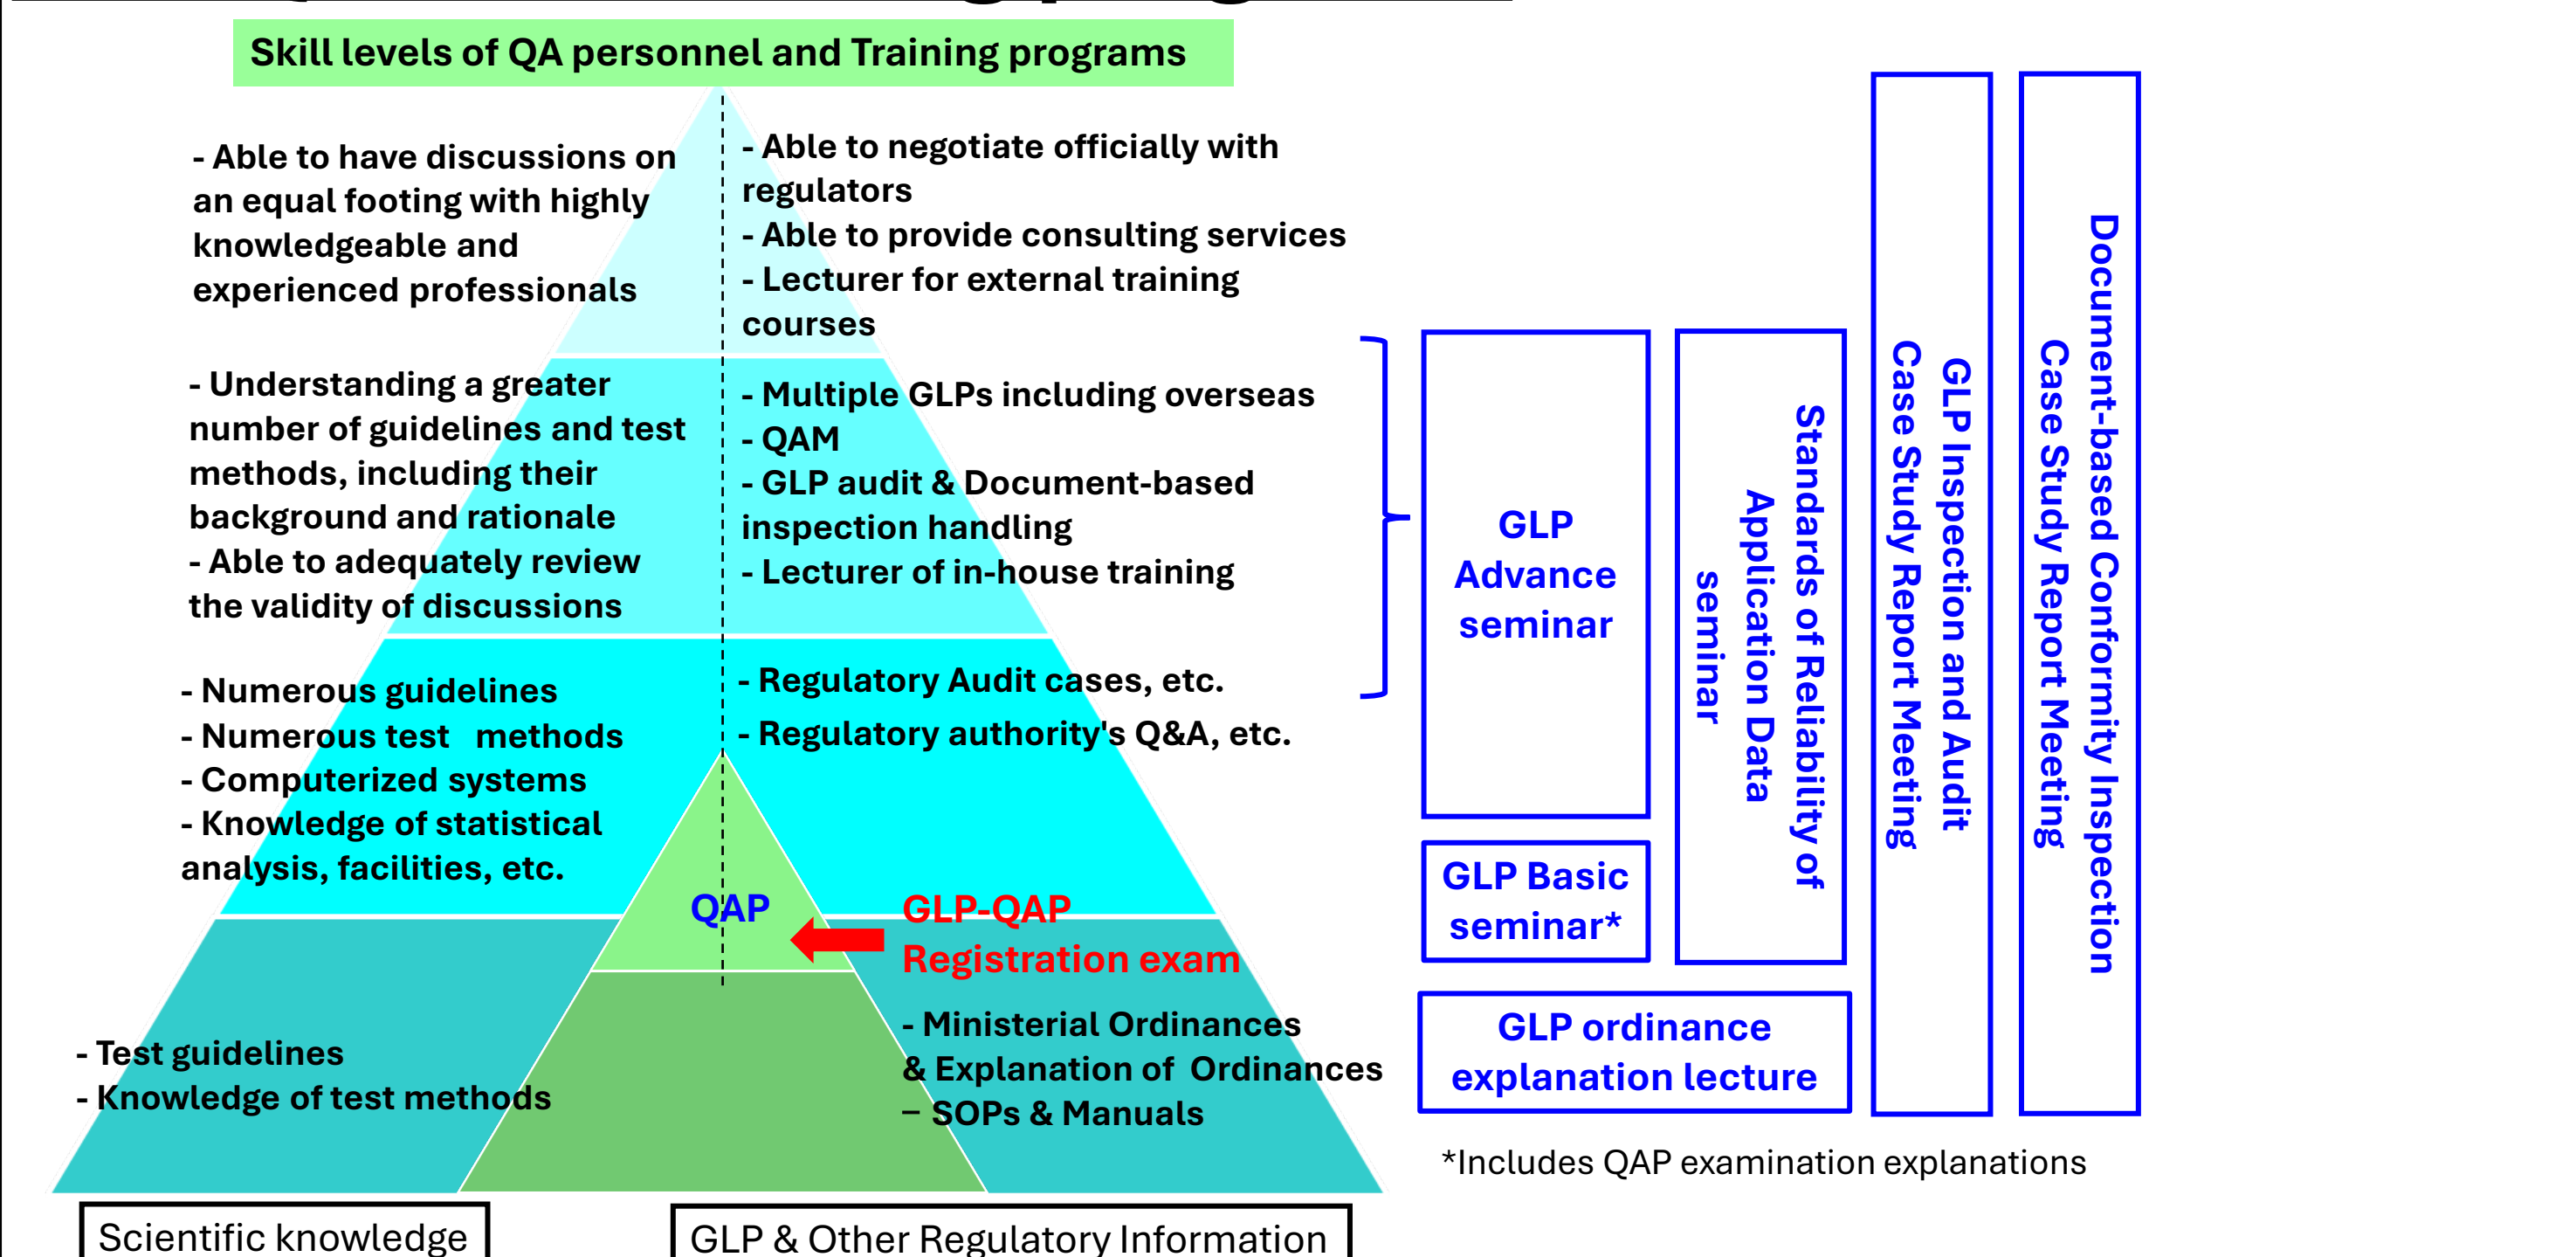 Skill levels of QA personnel and Training programs
- Able to have discussions on
an equal footing with highly
knowledgeable and
experienced professionals
- Able to negotiate officially with
regulators
- Able to provide consulting services
- Lecturer for external training
courses
- Understanding a greater
number of guidelines and test
methods, including their
background and rationale
- Able to adequately review
the validity of discussions
- Multiple GLPs including overseas
- QAM
- GLP audit & Document-based
inspection handling
- Lecturer of in-house training
- Numerous guidelines
- Numerous test methods
- Computerized systems
- Knowledge of statistical
analysis, facilities, etc.
- Regulatory Audit cases, etc.
- Regulatory authority's Q&A, etc.
QAP
GLP-QAP
Registration exam
- Test guidelines
- Knowledge of test methods
- Ministerial Ordinances
& Explanation of Ordinances
– SOPs & Manuals
Scientific knowledge
GLP & Other Regulatory Information
GLP
Advance
seminar
GLP Basic
seminar*
Standards of Reliability of
Application Data
seminar
GLP ordinance
explanation lecture
GLP Inspection and Audit
Case Study Report Meeting
Document-based Conformity Inspection
Case Study Report Meeting
*Includes QAP examination explanations